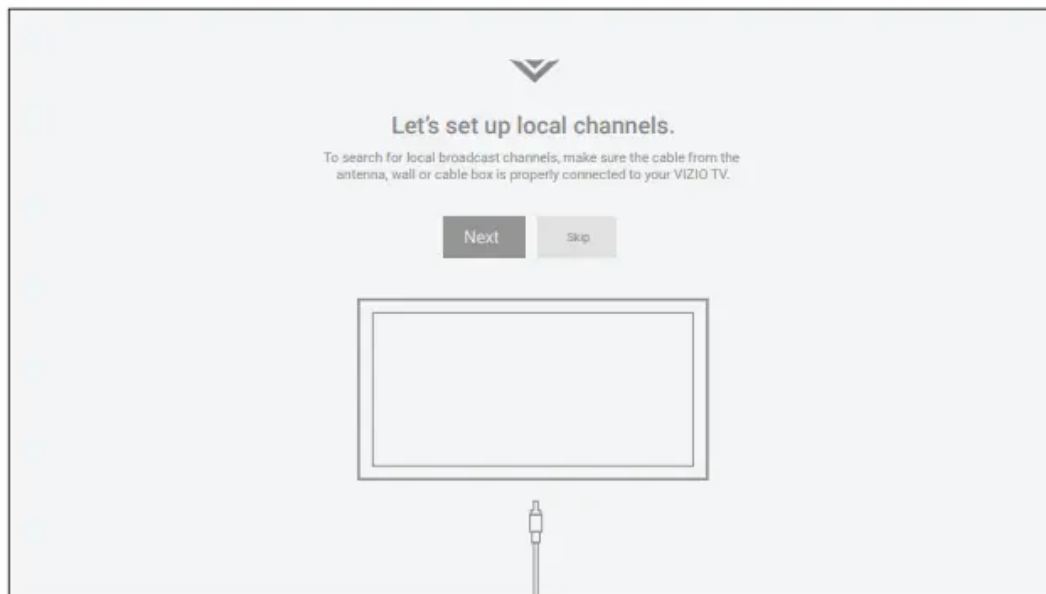 Let's set up local channels.
To search for local broadcast channels, make sure the cable from the
antenna, wall or cable box is properly connected to your VIZIO TV.
Next
Skip